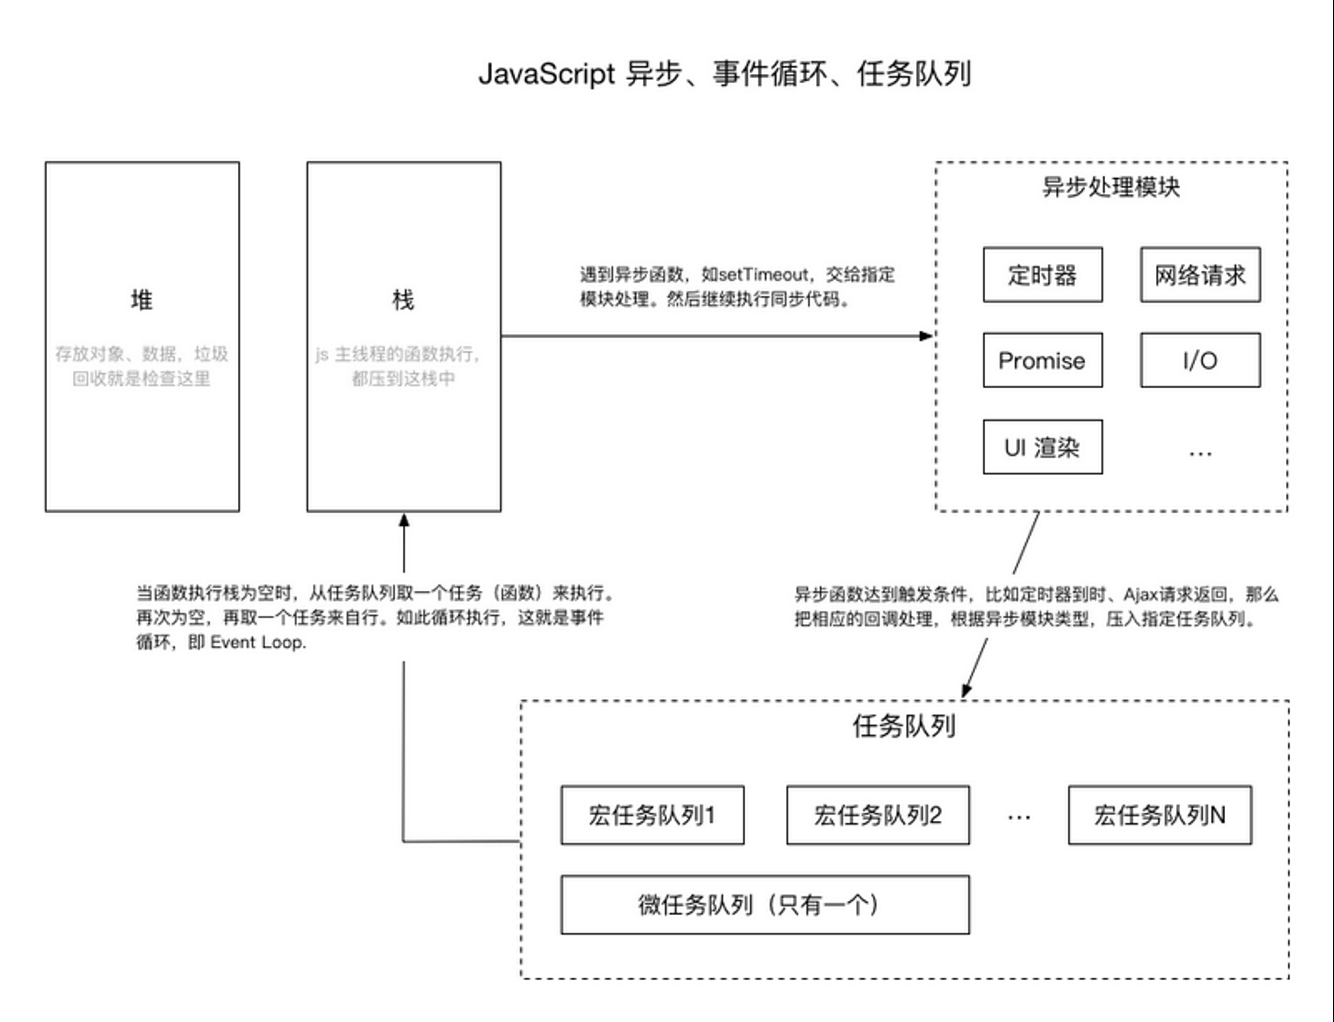 JavaScript 异步、事件循环、任务队列
堆
存放对象、数据，垃圾
回收就是检查这里
栈
js 主线程的函数执行，
都压到这栈中
遇到异步函数，如setTimeout，交给指定
模块处理。然后继续执行同步代码。
异步处理模块
定时器
网络请求
Promise
I/O
UI 渲染
...
当函数执行栈为空时，从任务队列取一个任务（函数）来执行。
再次为空，再取一个任务来自行。如此循环执行，这就是事件
循环，即 Event Loop.
异步函数达到触发条件，比如定时器到时、Ajax请求返回，那么
把相应的回调处理，根据异步模块类型，压入指定任务队列。
任务队列
宏任务队列1
宏任务队列2
...
宏任务队列N
微任务队列（只有一个）